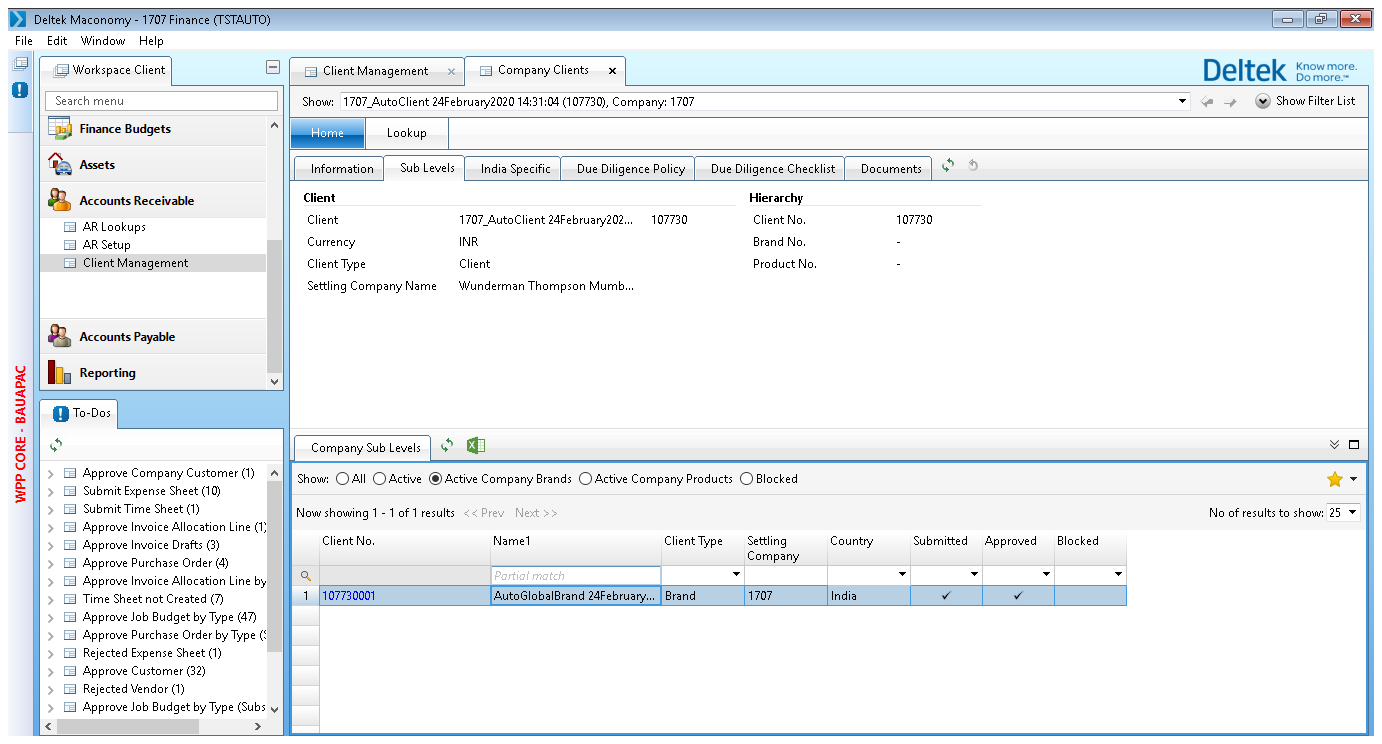 Deltek Maconomy - 1707 Finance (TSTAUTO)
File Edit Window Help
WPP CORE - BAUAPAC
Workspace Client
Search menu
Finance Budgets
Assets
Accounts Receivable
AR Lookups
AR Setup
Client Management
Accounts Payable
Reporting
To-Dos
Approve Company Customer (1)
Submit Expense Sheet (10)
Submit Time Sheet (1)
Approve Invoice Allocation Line (1)
Approve Invoice Drafts (3)
Approve Purchase Order (4)
Approve Invoice Allocation Line by
Time Sheet not Created (7)
Approve Job Budget by Type (47)
Approve Purchase Order by Type (S
Rejected Expense Sheet (1)
Approve Customer (32)
Rejected Vendor (1)
Approve Job Budget by Type (Subs
Client Management Company Clients
Deltek Know more. Do more.™
Show: 1707_AutoClient 24February2020 14:31:04 (107730), Company: 1707 Show Filter List
Home Lookup
Information Sub Levels India Specific Due Diligence Policy Due Diligence Checklist Documents
Client Hierarchy
Client 1707_AutoClient 24February202... 107730 Client No. 107730
Currency INR Brand No. -
Client Type Client Product No. -
Settling Company Name Wunderman Thompson Mumb...
Company Sub Levels
Show: All Active Active Company Brands Active Company Products Blocked
Now showing 1 - 1 of 1 results << Prev Next >> No of results to show: 25
Client No. Name1 Client Type Settling Company Country Submitted Approved Blocked
Partial match
1 107730001 AutoGlobalBrand 24February... Brand 1707 India ✓ ✓